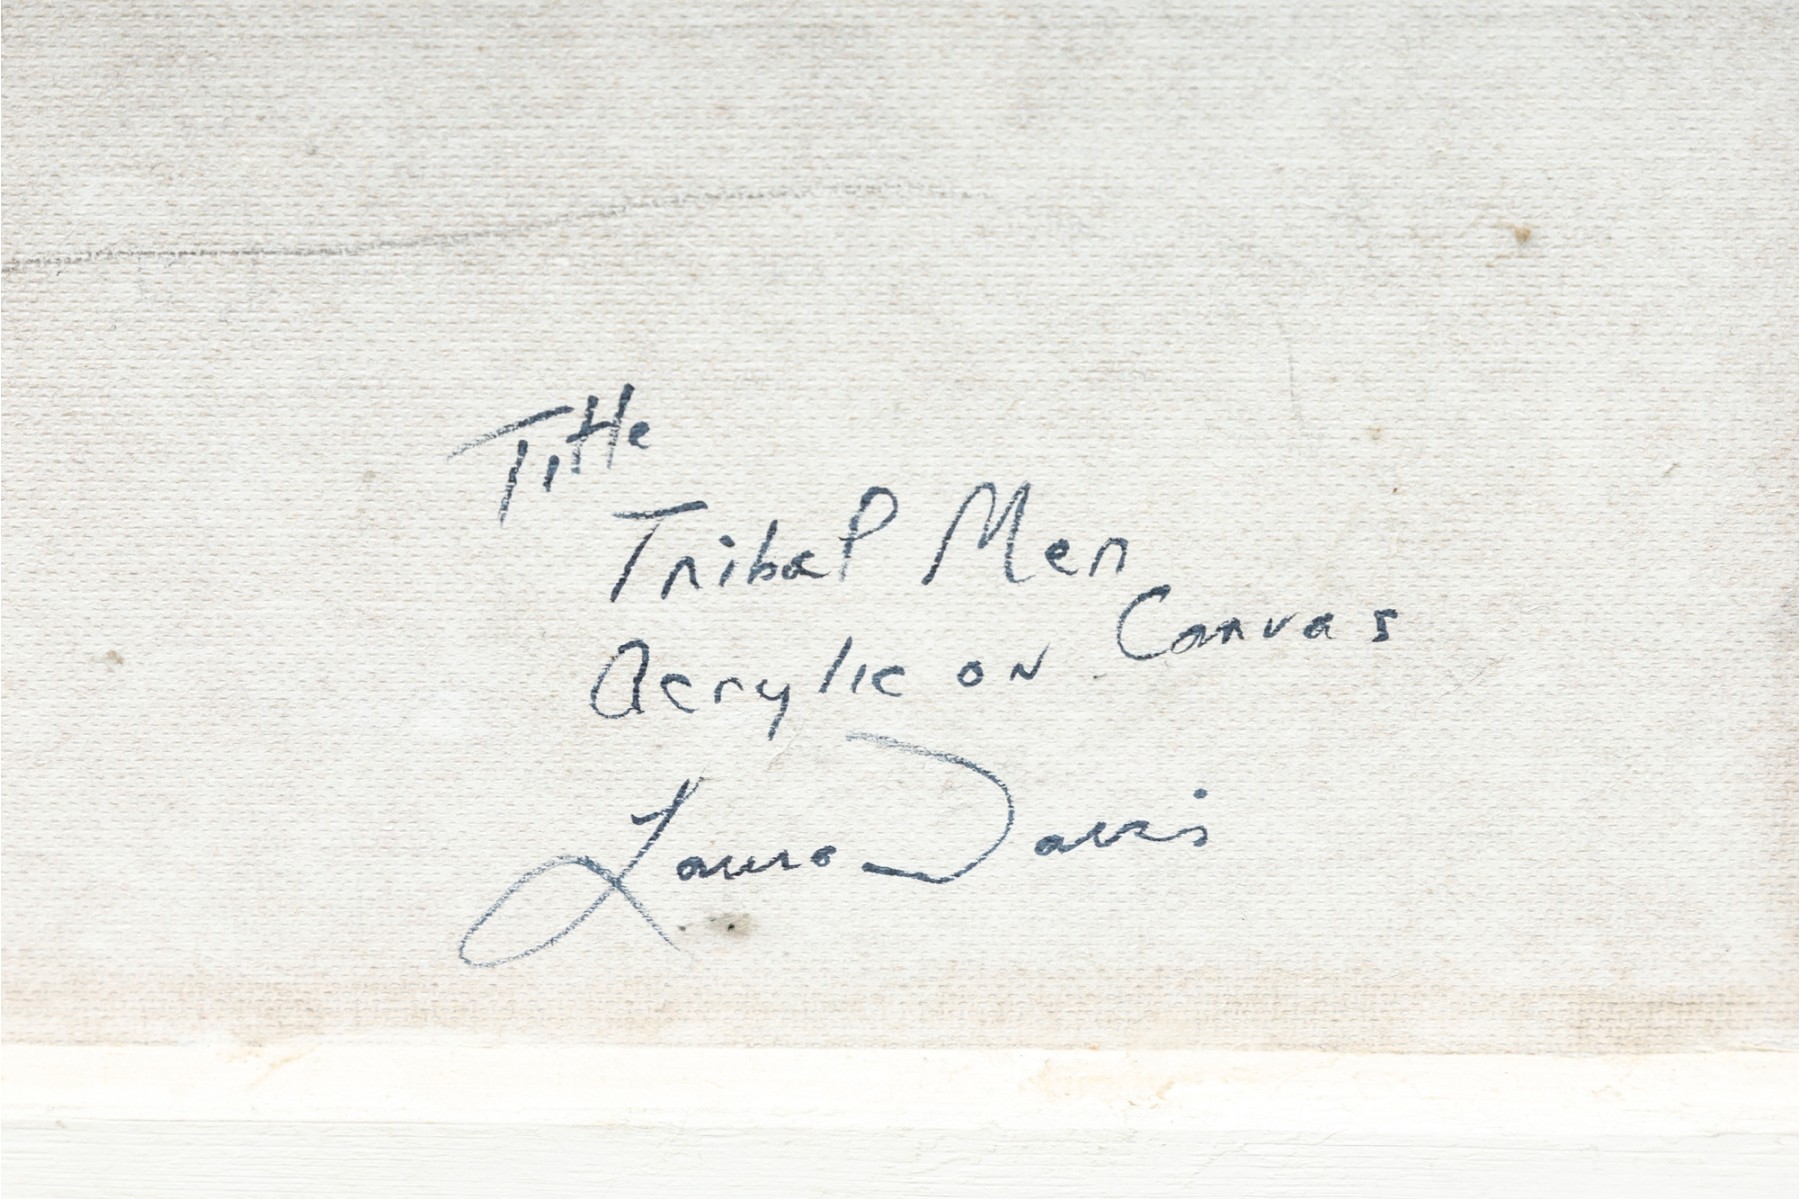 Title
Tribal Men
Acrylic on Canvas
Laura Davis